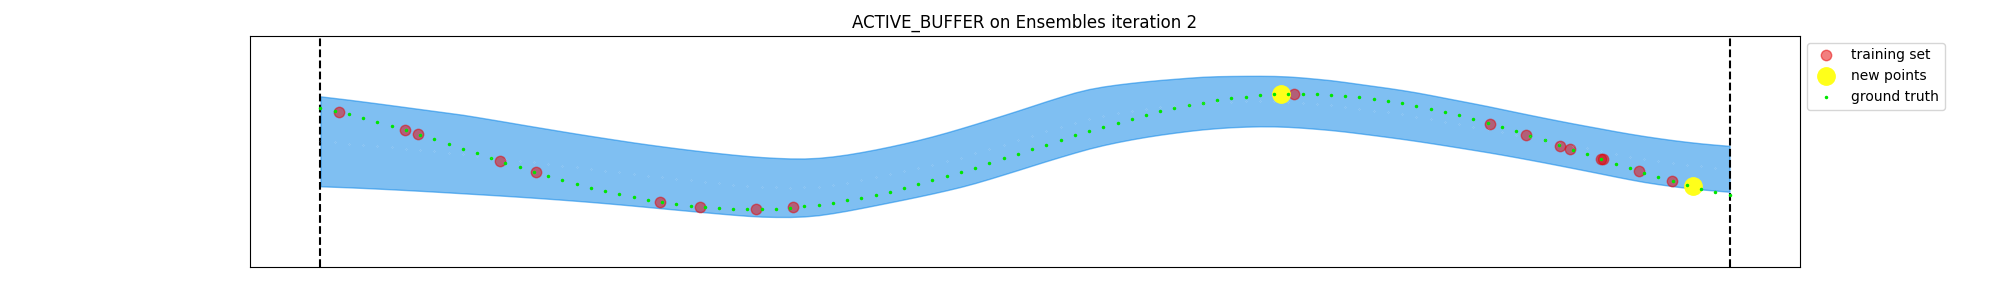 ACTIVE_BUFFER on Ensembles iteration 2
training set
new points
ground truth